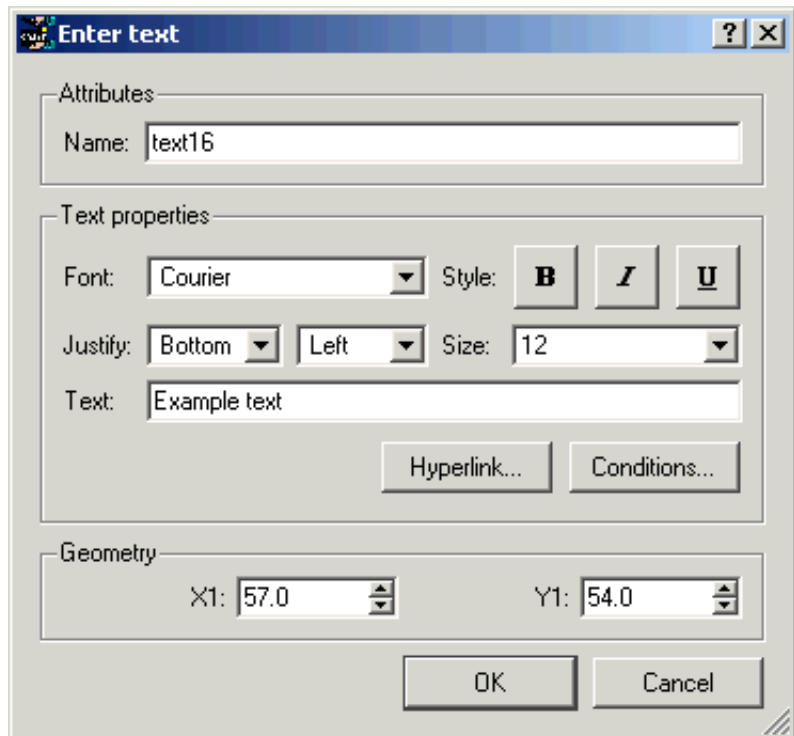 Enter text
Attributes
Name: text16
Text properties
Font: Courier Style: B I U
Justify: Bottom Left Size: 12
Text: Example text
Hyperlink... Conditions...
Geometry
X1: 57.0 Y1: 54.0
OK Cancel